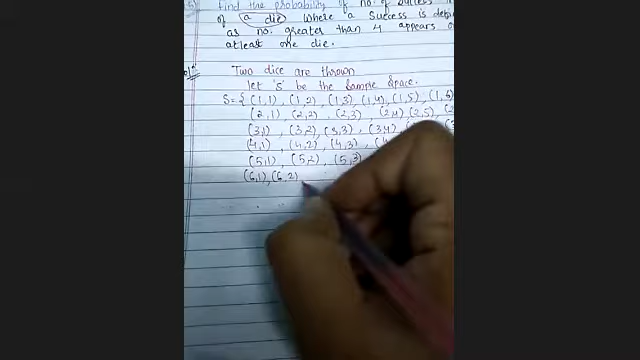 Find the probability of no. of success
of a die where a success is
as no. greater than 4 appears
atleast one die.
Two dice are thrown
let 's' be the Sample Space.
S = { (1,1) , (1,2) , (1,3) , (1,4) , (1,5) , (1,6)
(2,1) , (2,2) , (2,3) , (2,4) , (2,5) ,
(3,1) , (3,2) , (3,3) , (3,4)
(4,1) , (4,2) , (4,3)
(5,1) , (5,2) , (5,3)
(6,1) , (6,2)